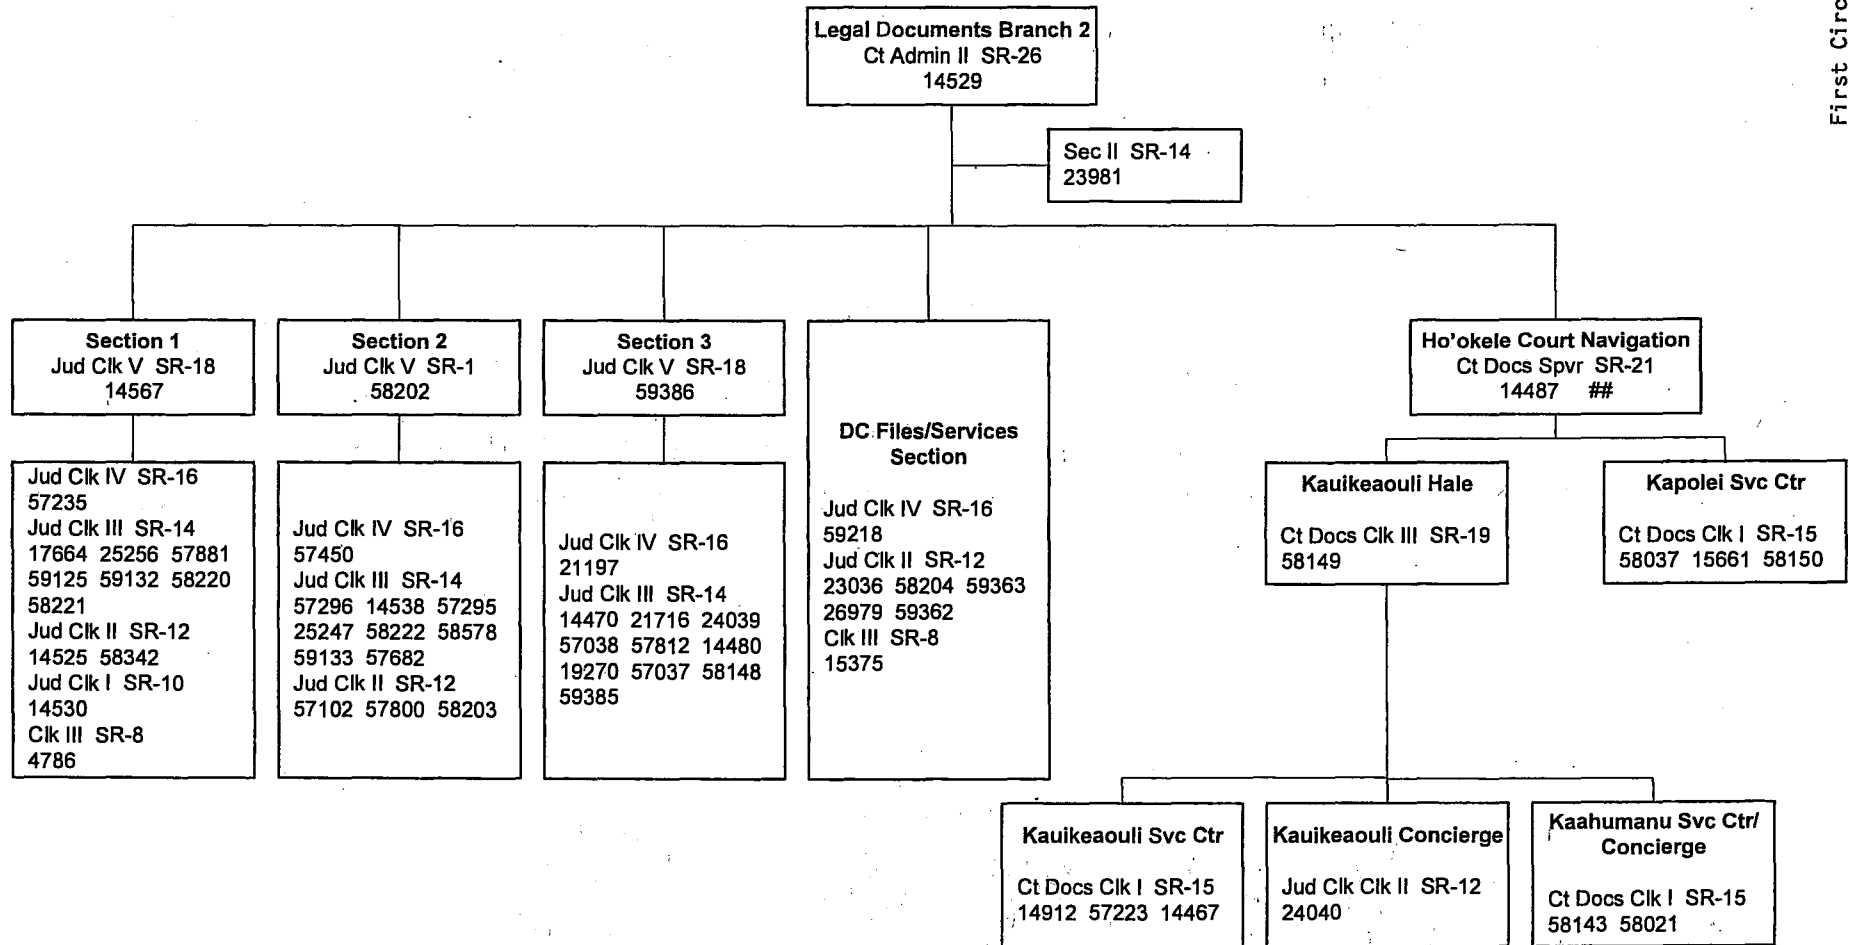 First Circ
Legal Documents Branch 2
Ct Admin II SR-26
14529
Sec II SR-14
23981
Section 1
Jud Clk V SR-18
14567
Jud Clk IV SR-16
57235
Jud Clk III SR-14
17664 25256 57881
59125 59132 58220
58221
Jud Clk II SR-12
14525 58342
Jud Clk I SR-10
14530
Clk III SR-8
4786
Section 2
Jud Clk V SR-1
58202
Jud Clk IV SR-16
57450
Jud Clk III SR-14
57296 14538 57295
25247 58222 58578
59133 57682
Jud Clk II SR-12
57102 57800 58203
Section 3
Jud Clk V SR-18
59386
Jud Clk IV SR-16
21197
Jud Clk III SR-14
14470 21716 24039
57038 57812 14480
19270 57037 58148
59385
DC Files/Services
Section
Jud Clk IV SR-16
59218
Jud Clk II SR-12
23036 58204 59363
26979 59362
Clk III SR-8
15375
Ho'okele Court Navigation
Ct Docs Spvr SR-21
14487 ##
Kauikeaouli Hale
Ct Docs Clk III SR-19
58149
Kapolei Svc Ctr
Ct Docs Clk I SR-15
58037 15661 58150
Kauikeaouli Svc Ctr
Ct Docs Clk I SR-15
14912 57223 14467
Kauikeaouli Concierge
Jud Clk Clk II SR-12
24040
Kaahumanu Svc Ctr/
Concierge
Ct Docs Clk I SR-15
58143 58021